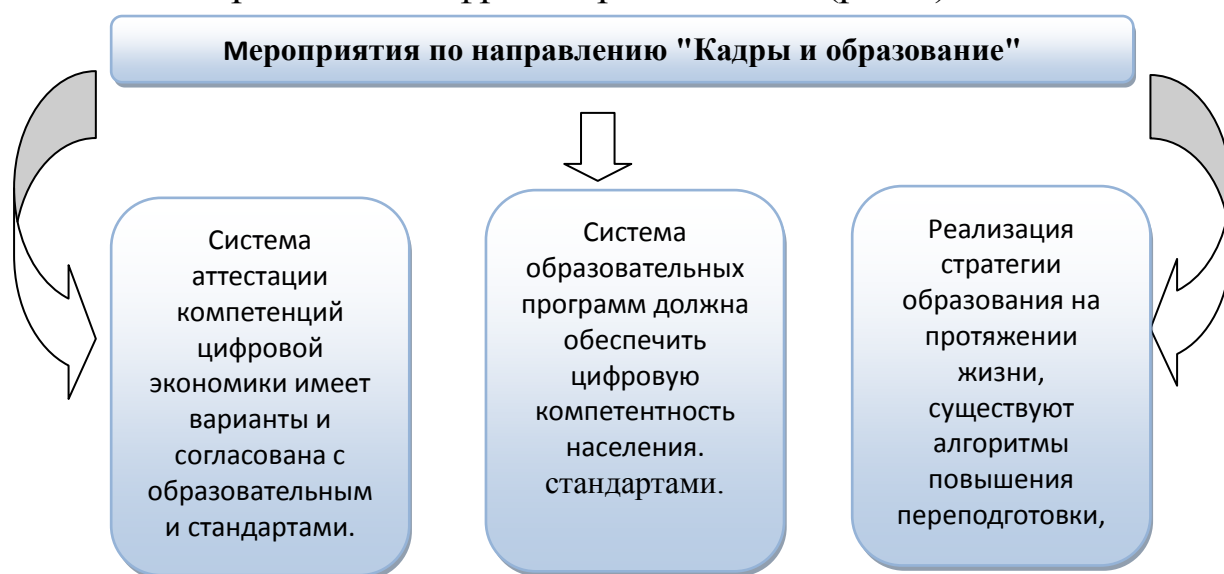 Мероприятия по направлению "Кадры и образование"
Система
аттестации
компетенций
цифровой
экономики имеет
варианты и
согласована с
образовательным
и стандартами.
Система
образовательных
программ должна
обеспечить
цифровую
компетентность
населения.
стандартами.
Реализация
стратегии
образования на
протяжении
жизни,
существуют
алгоритмы
повышения
переподготовки,